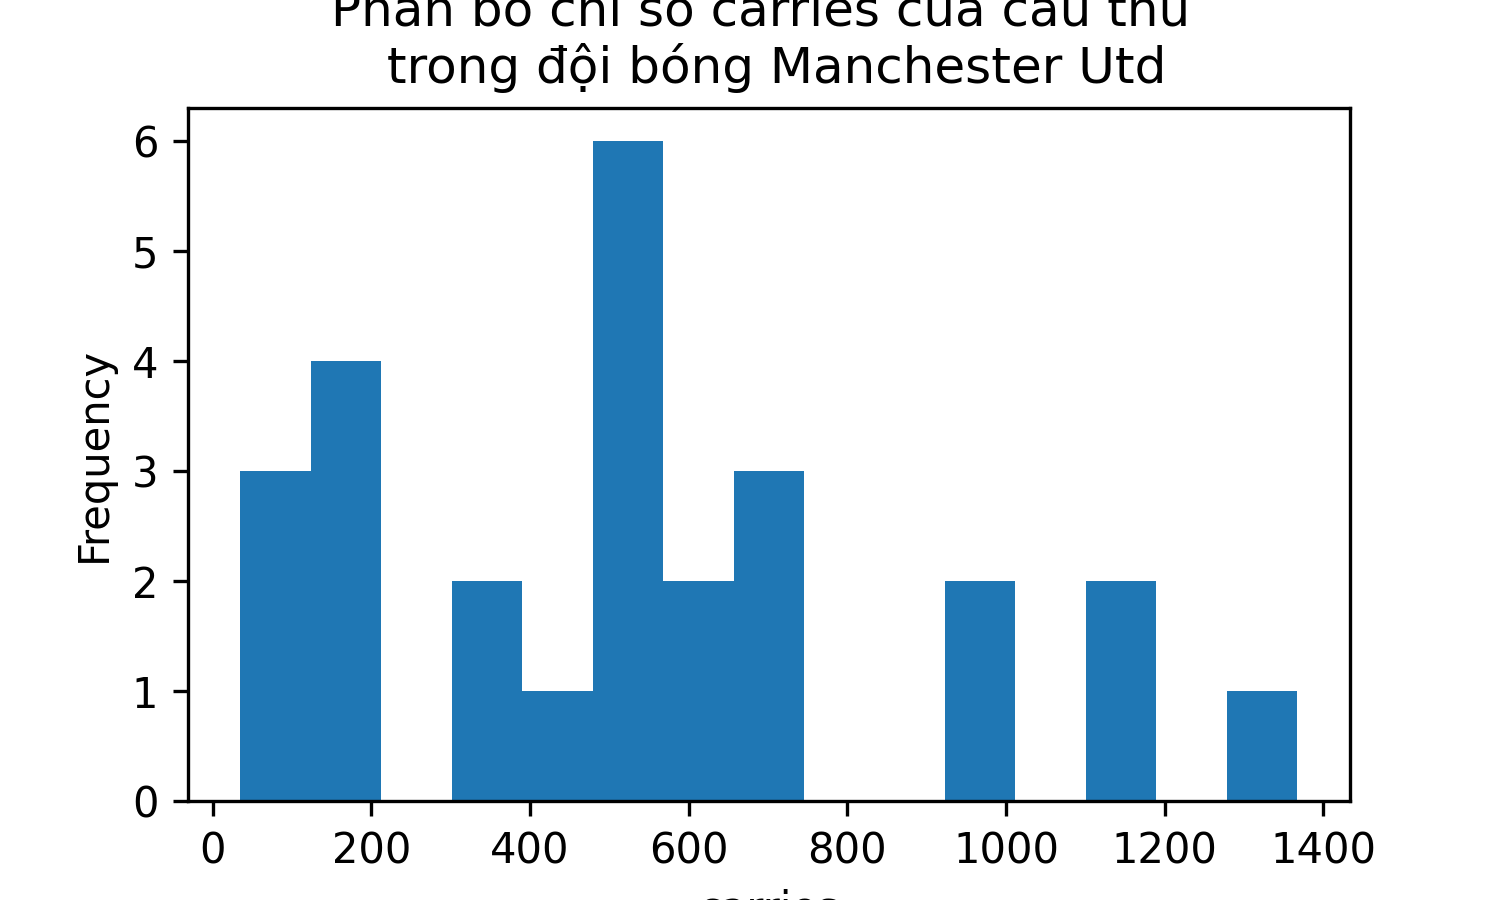 Phân bố chỉ số carries của cầu thủ
trong đội bóng Manchester Utd
6
5
4
3
2
1
0
Frequency
0 200 400 600 800 1000 1200 1400
carries